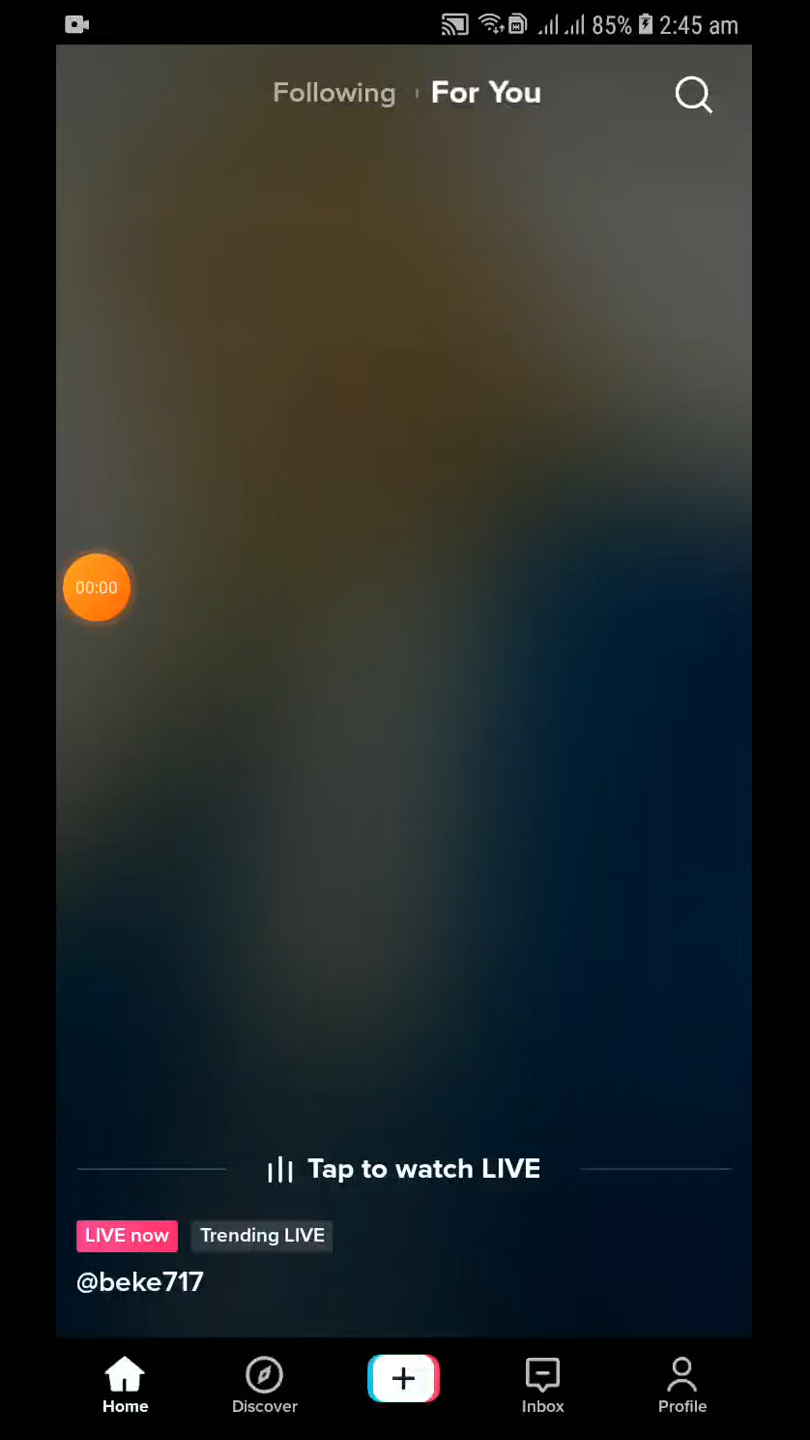 85% 2:45 am
Following For You
00:00
Tap to watch LIVE
LIVE now Trending LIVE
@beke717
Home Discover Inbox Profile